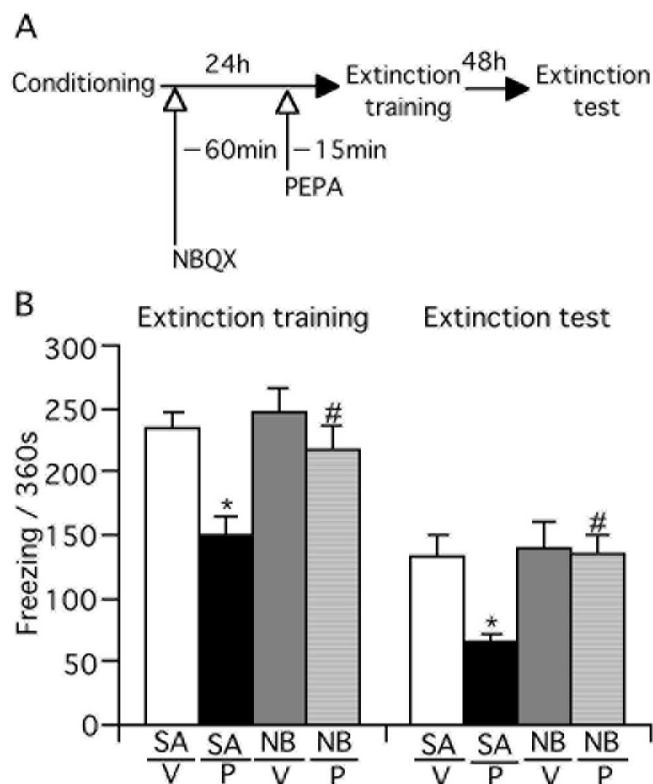 A
Conditioning 24h Extinction training 48h Extinction test
−60min −15min
PEPA
NBQX
B
Extinction training Extinction test
Freezing / 360s
300
250
200
150
100
50
0
* # * #
SA SA NB NB SA SA NB NB
V P V P V P V P